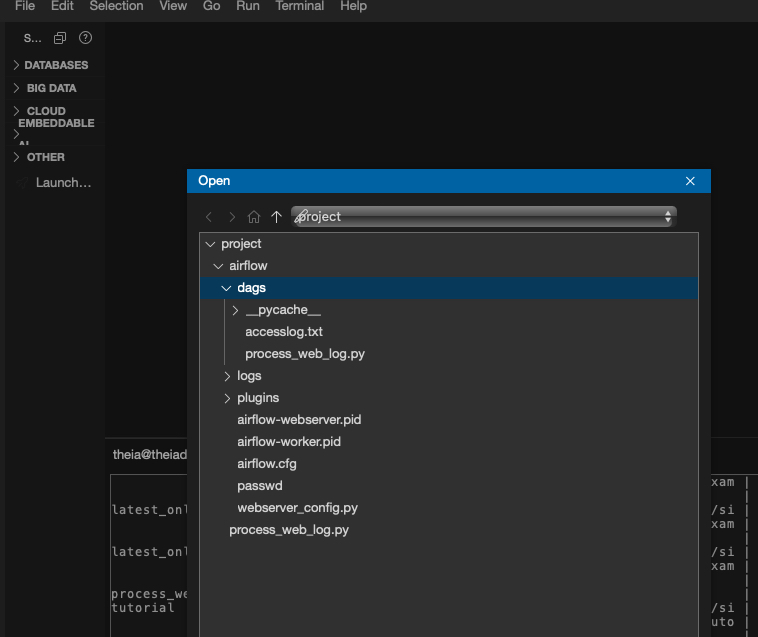 File Edit Selection View Go Run Terminal Help
S...
DATABASES
BIG DATA
CLOUD
EMBEDDABLE
AI
OTHER
Launch...
Open
project
project
airflow
dags
__pycache__
accesslog.txt
process_web_log.py
logs
plugins
airflow-webserver.pid
airflow-worker.pid
airflow.cfg
passwd
webserver_config.py
process_web_log.py
theia@theiad
xam |
|
latest_onl /si |
xam |
|
latest_onl /si |
xam |
|
process_we |
tutorial /si |
uto |
|